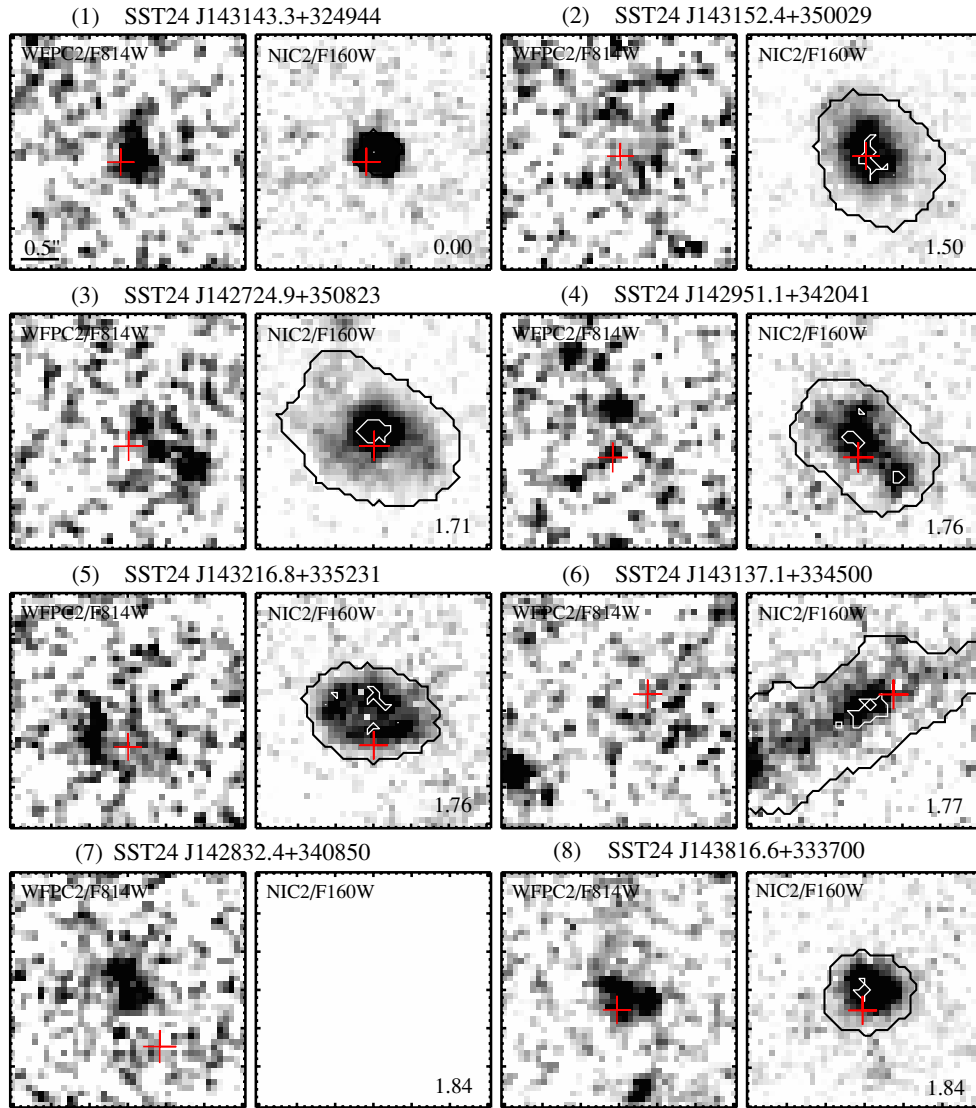 (1) SST24 J143143.3+324944
WFPC2/F814W
0.5"
NIC2/F160W
0.00
(2) SST24 J143152.4+350029
WFPC2/F814W
NIC2/F160W
1.50
(3) SST24 J142724.9+350823
WFPC2/F814W
NIC2/F160W
1.71
(4) SST24 J142951.1+342041
WFPC2/F814W
NIC2/F160W
1.76
(5) SST24 J143216.8+335231
WFPC2/F814W
NIC2/F160W
1.76
(6) SST24 J143137.1+334500
WFPC2/F814W
NIC2/F160W
1.77
(7) SST24 J142832.4+340850
WFPC2/F814W
NIC2/F160W
1.84
(8) SST24 J143816.6+333700
WFPC2/F814W
NIC2/F160W
1.84